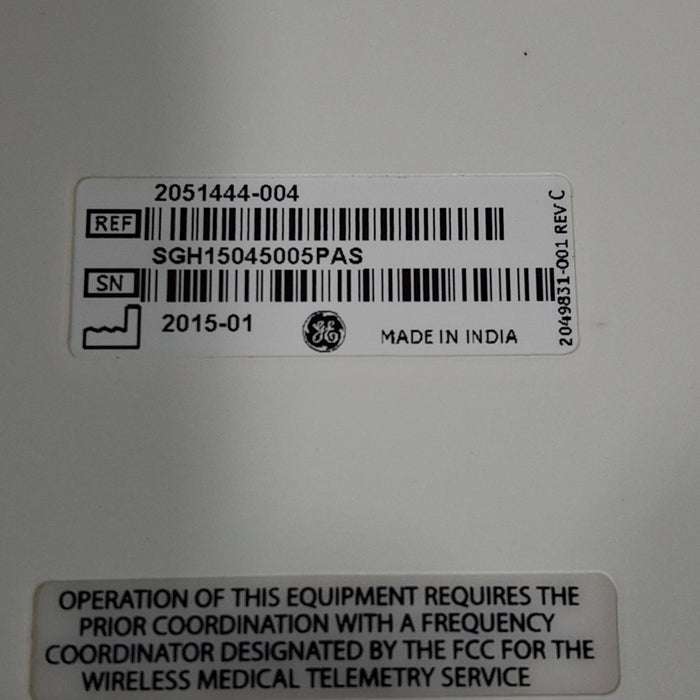 2051444-004
REF
SGH15045005PAS
SN
2015-01
GE
MADE IN INDIA
2049831-001 REV C
OPERATION OF THIS EQUIPMENT REQUIRES THE
PRIOR COORDINATION WITH A FREQUENCY
COORDINATOR DESIGNATED BY THE FCC FOR THE
WIRELESS MEDICAL TELEMETRY SERVICE